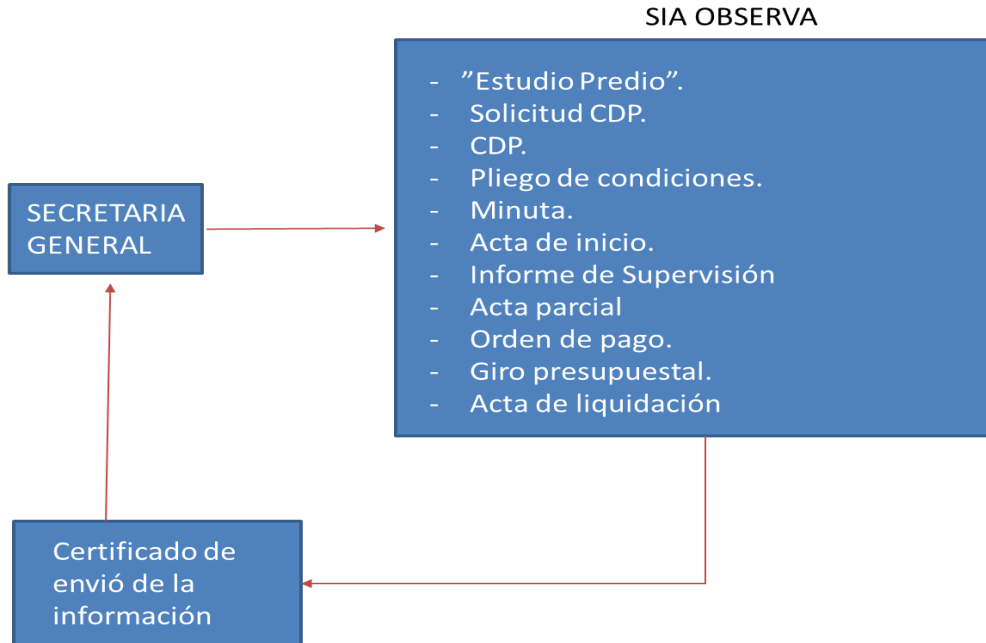 SIA OBSERVA
- ”Estudio Predio”.
- Solicitud CDP.
- CDP.
- Pliego de condiciones.
- Minuta.
- Acta de inicio.
- Informe de Supervisión
- Acta parcial
- Orden de pago.
- Giro presupuestal.
- Acta de liquidación
SECRETARIA
GENERAL
Certificado de
envió de la
información